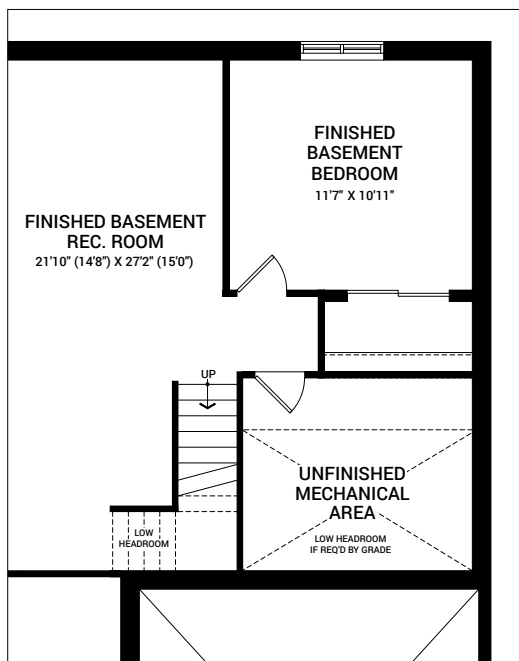 FINISHED
BASEMENT
BEDROOM
11'7" X 10'11"
FINISHED BASEMENT
REC. ROOM
21'10" (14'8") X 27'2" (15'0")
UP
UNFINISHED
MECHANICAL
AREA
LOW HEADROOM
IF REQ'D BY GRADE
LOW
HEADROOM